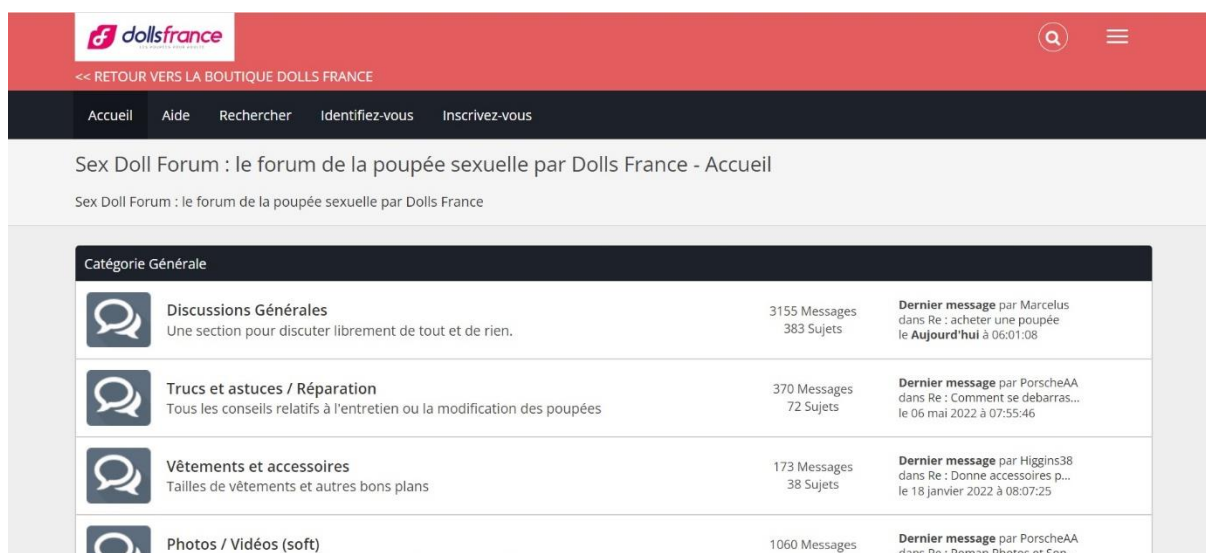 dollsfrance
<< RETOUR VERS LA BOUTIQUE DOLLS FRANCE
Accueil Aide Rechercher Identifiez-vous Inscrivez-vous
Sex Doll Forum : le forum de la poupée sexuelle par Dolls France - Accueil
Sex Doll Forum : le forum de la poupée sexuelle par Dolls France
Catégorie Générale
Discussions Générales
Une section pour discuter librement de tout et de rien.
3155 Messages
383 Sujets
Dernier message par Marcelus
dans Re : acheter une poupée
le Aujourd'hui à 06:01:08
Trucs et astuces / Réparation
Tous les conseils relatifs à l'entretien ou la modification des poupées
370 Messages
72 Sujets
Dernier message par PorscheAA
dans Re : Comment se debarras...
le 06 mai 2022 à 07:55:46
Vêtements et accessoires
Tailles de vêtements et autres bons plans
173 Messages
38 Sujets
Dernier message par Higgins38
dans Re : Donne accessoires p...
le 18 janvier 2022 à 08:07:25
Photos / Vidéos (soft)
1060 Messages
Dernier message par PorscheAA
dans Re : Roman Photos et Son